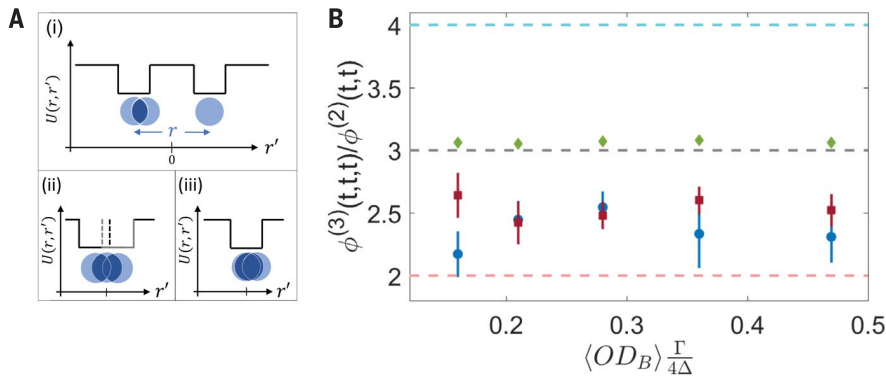 A
(i)
U(r,r′)
r
0
r′
(ii)
U(r,r′)
r′
(iii)
U(r,r′)
r′
B
ϕ^(3)(t,t,t)/ϕ^(2)(t,t)
4
3.5
3
2.5
2
0.2 0.3 0.4 0.5
⟨OD_B⟩ Γ/4Δ